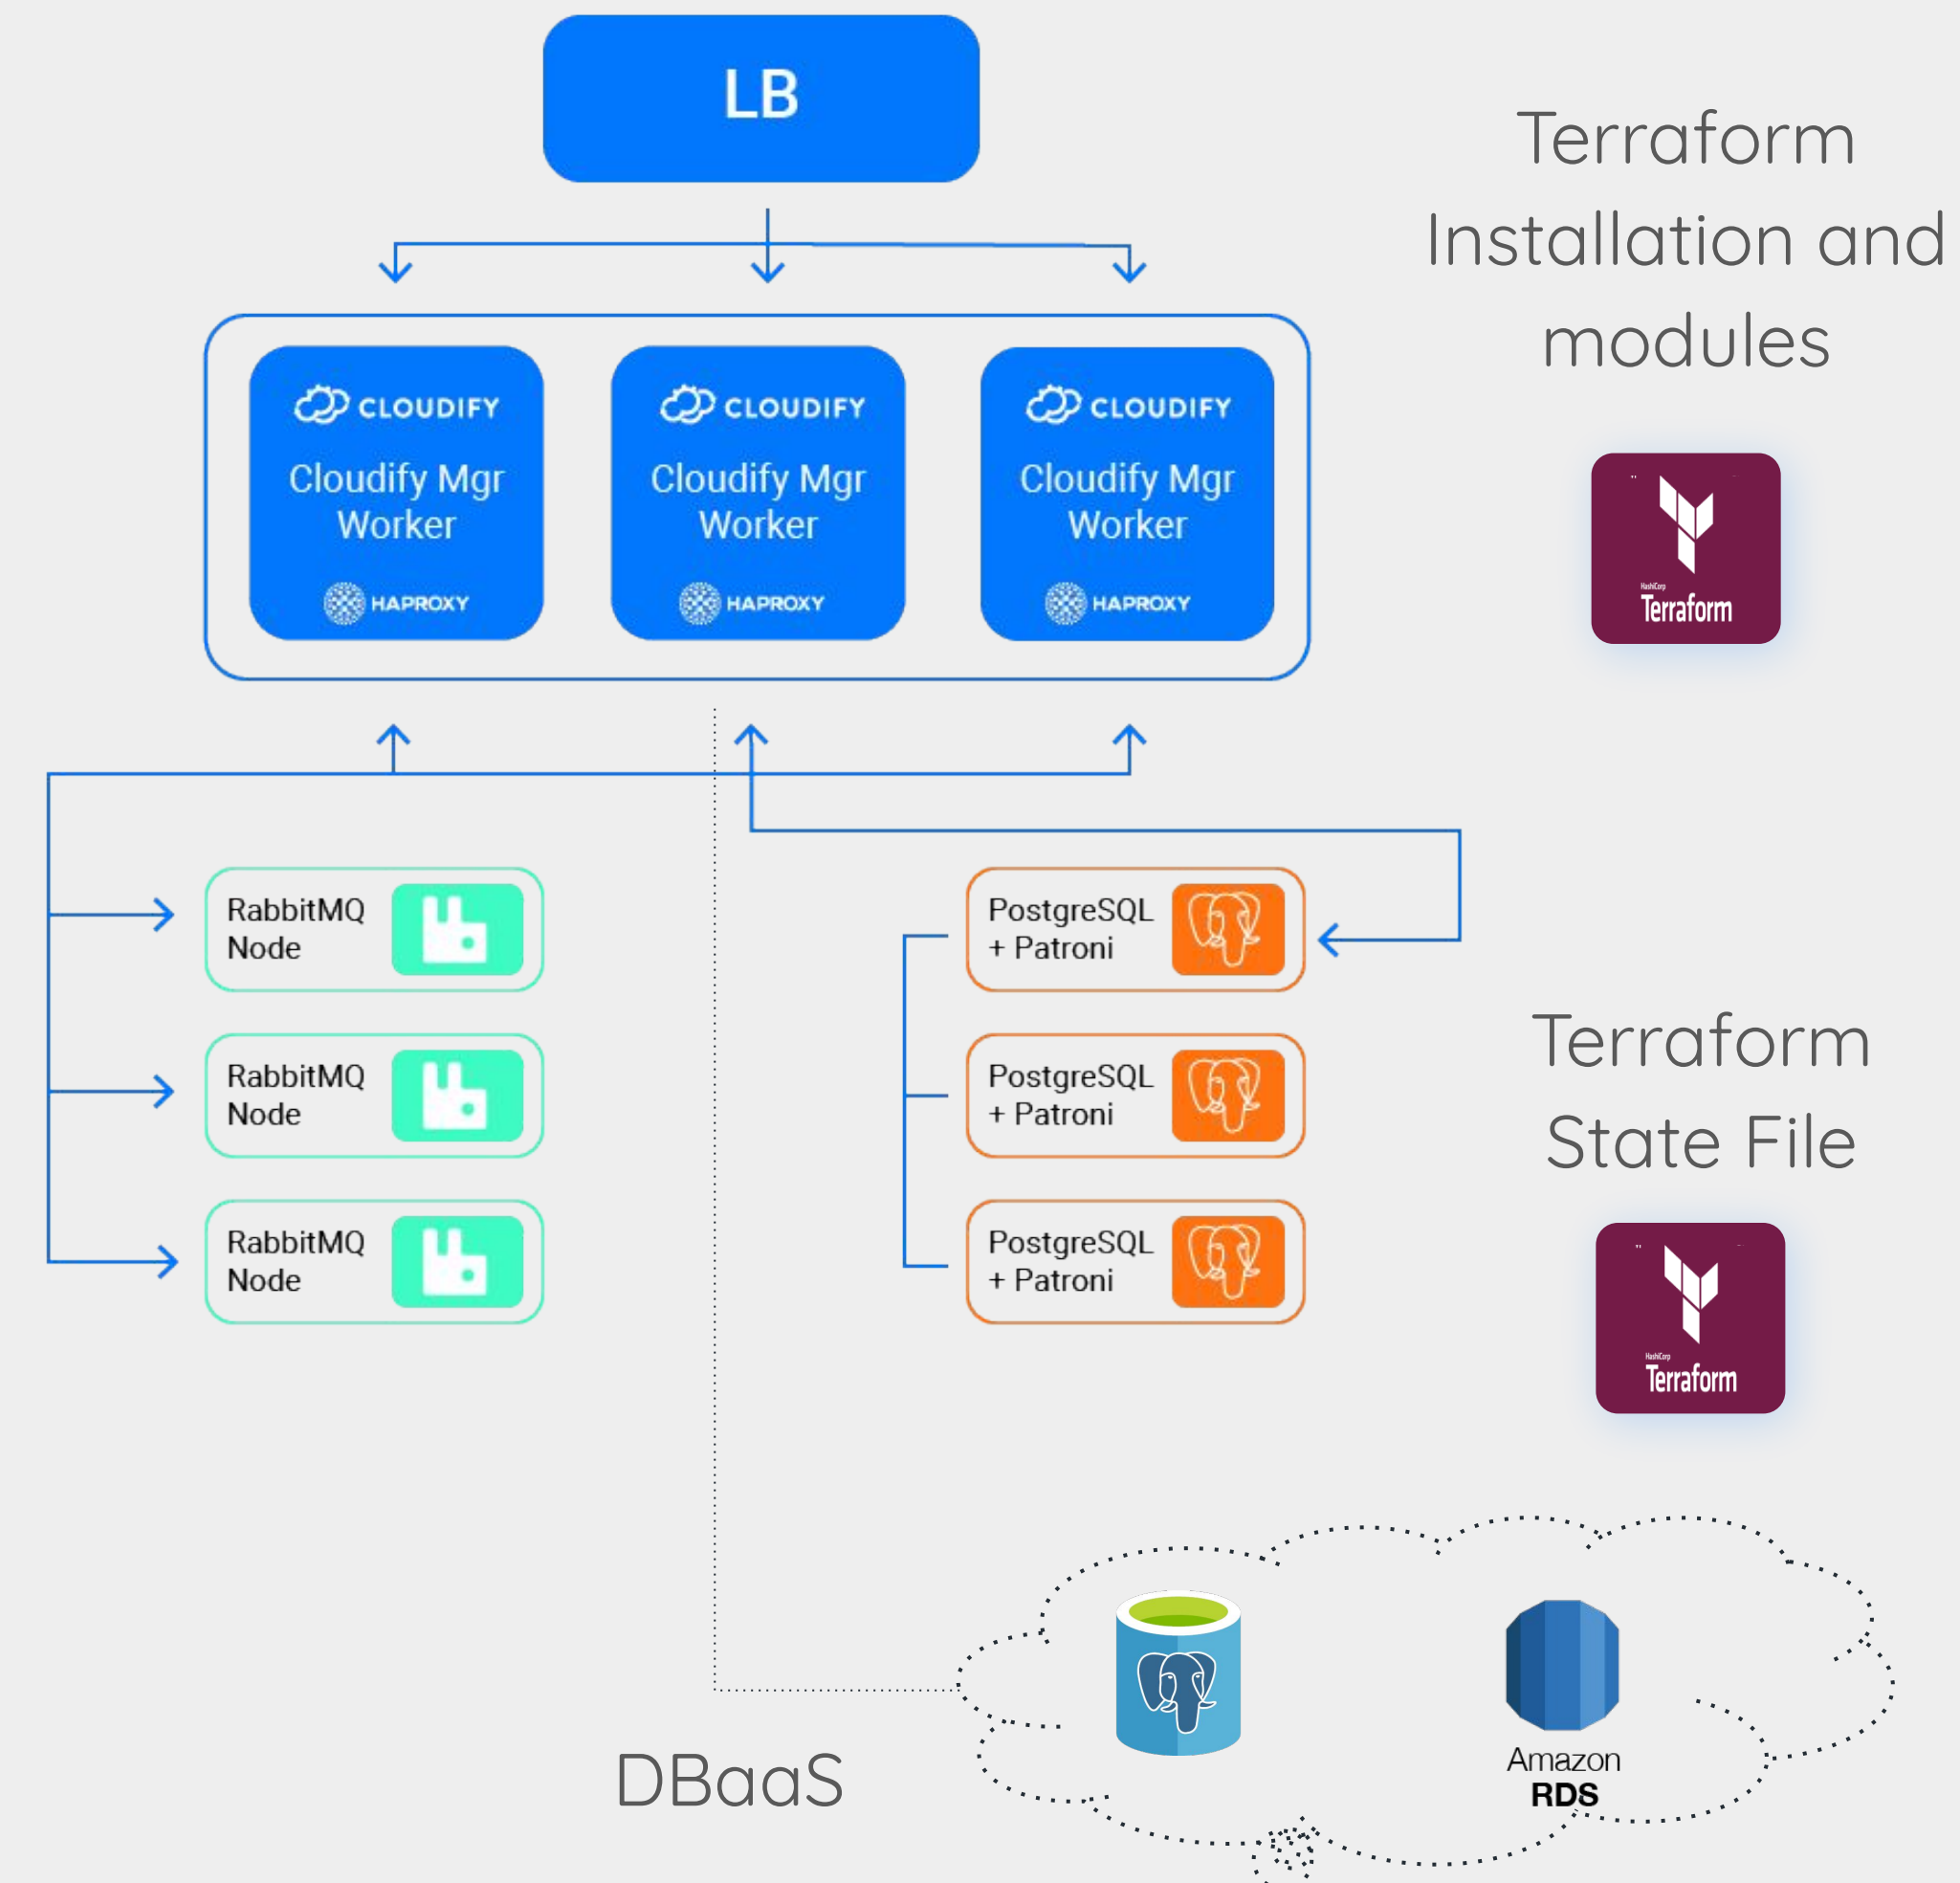 LB
Terraform
Installation and
modules
CLOUDIFY
Cloudify Mgr
Worker
HAPROXY
CLOUDIFY
Cloudify Mgr
Worker
HAPROXY
CLOUDIFY
Cloudify Mgr
Worker
HAPROXY
HashiCorp
Terraform
RabbitMQ
Node
RabbitMQ
Node
RabbitMQ
Node
PostgreSQL
+ Patroni
PostgreSQL
+ Patroni
PostgreSQL
+ Patroni
Terraform
State File
HashiCorp
Terraform
DBaaS
Amazon
RDS